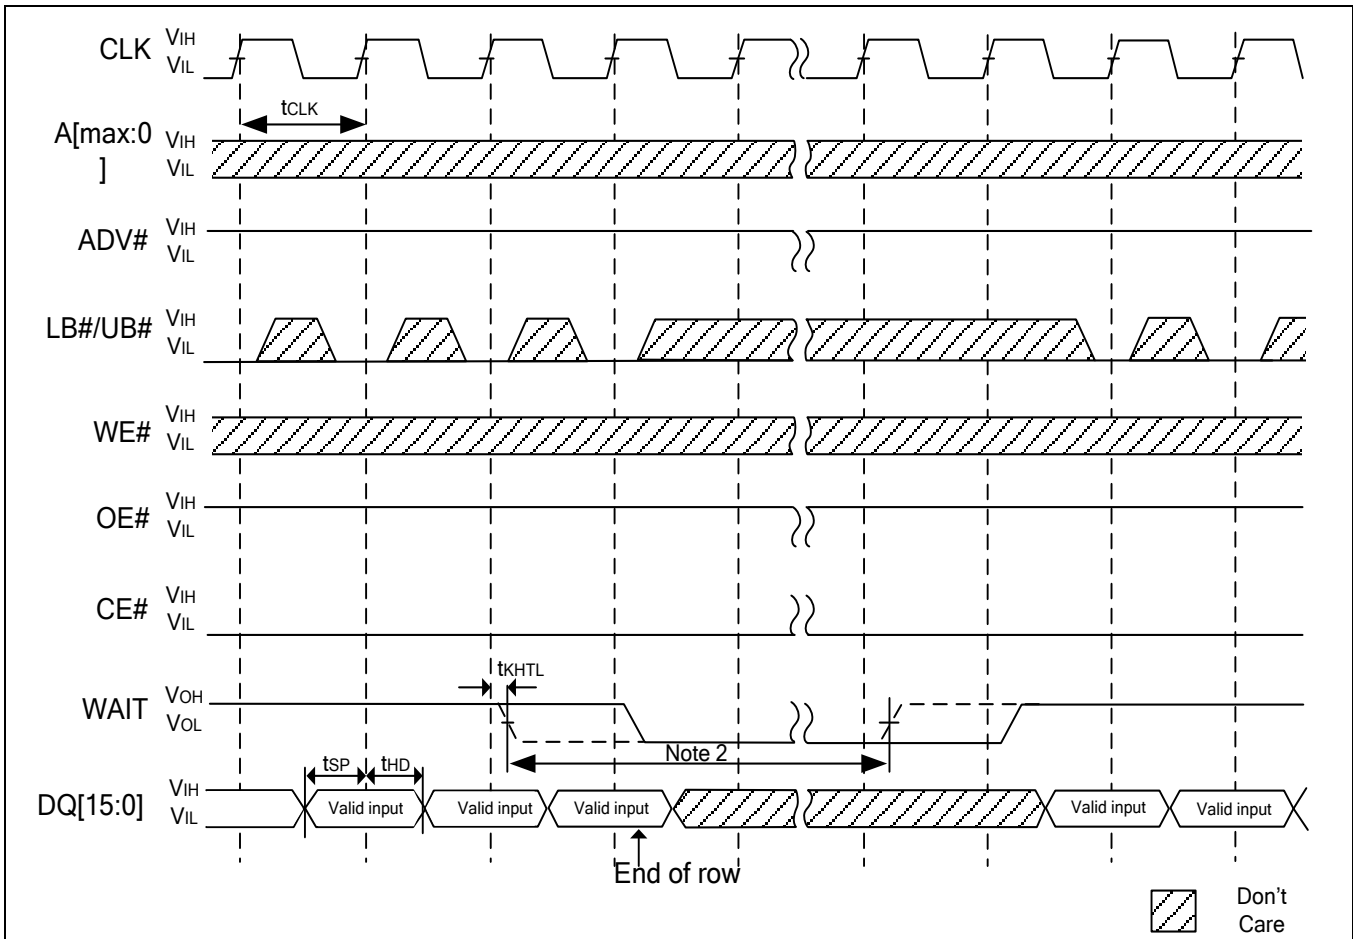 CLK VIH
VIL
tCLK
A[max:0
] VIH
VIL
ADV# VIH
VIL
LB#/UB# VIH
VIL
WE# VIH
VIL
OE# VIH
VIL
CE# VIH
VIL
tKHTL
WAIT VOH
VOL
Note 2
tSP tHD
DQ[15:0] VIH
VIL
Valid input Valid input Valid input Valid input Valid input
End of row
Don't
Care